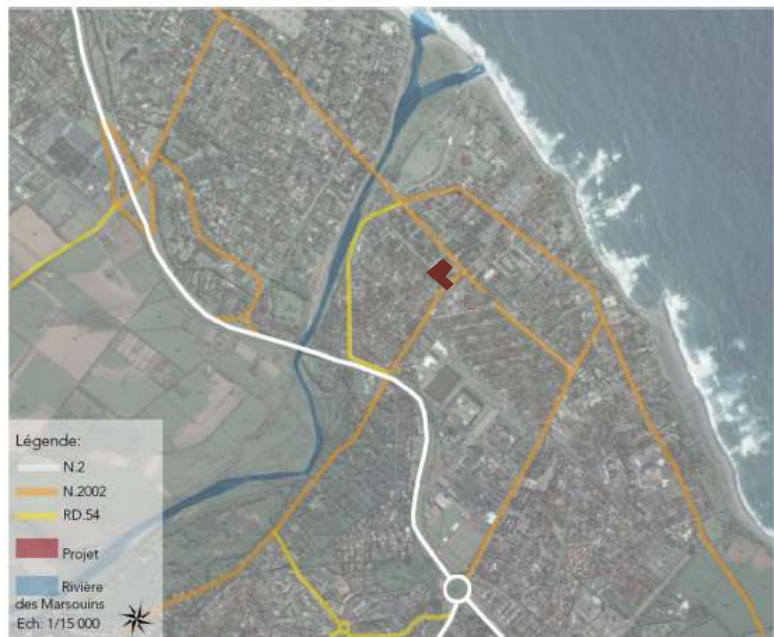 Légende:
N.2
N.2002
RD.54
Projet
Rivière
des Marsouins
Ech: 1/15 000